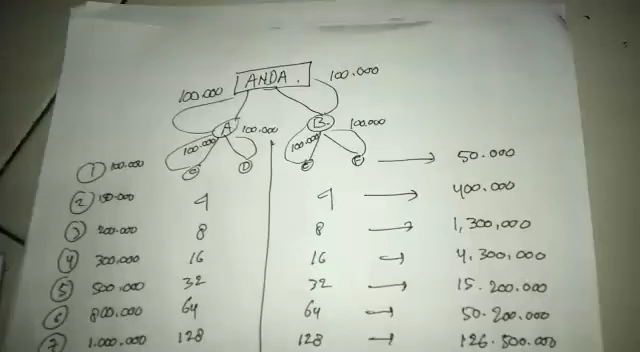 ANDA.
100.000 100.000
A B.
100.000 100.000 100.000 100.000
C D E F
1 100.000 50.000
2 150.000 4 4 400.000
3 200.000 8 8 1,300,000
4 300.000 16 16 4.300.000
5 500.000 32 32 15.200.000
6 800.000 64 64 50.200.000
7 1.000.000 128 128 126.500.000